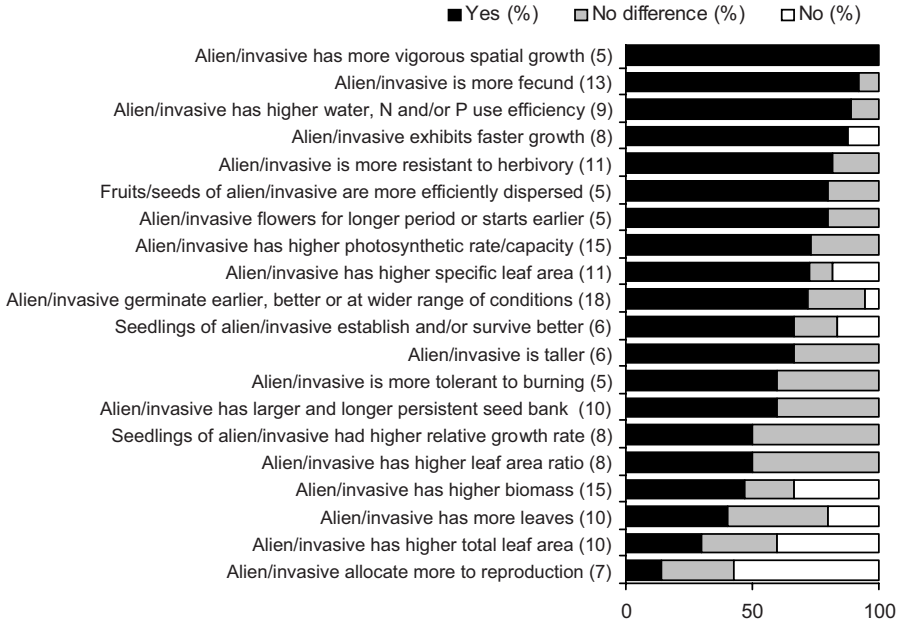 Yes (%) No difference (%) No (%)
Alien/invasive has more vigorous spatial growth (5)
Alien/invasive is more fecund (13)
Alien/invasive has higher water, N and/or P use efficiency (9)
Alien/invasive exhibits faster growth (8)
Alien/invasive is more resistant to herbivory (11)
Fruits/seeds of alien/invasive are more efficiently dispersed (5)
Alien/invasive flowers for longer period or starts earlier (5)
Alien/invasive has higher photosynthetic rate/capacity (15)
Alien/invasive has higher specific leaf area (11)
Alien/invasive germinate earlier, better or at wider range of conditions (18)
Seedlings of alien/invasive establish and/or survive better (6)
Alien/invasive is taller (6)
Alien/invasive is more tolerant to burning (5)
Alien/invasive has larger and longer persistent seed bank (10)
Seedlings of alien/invasive had higher relative growth rate (8)
Alien/invasive has higher leaf area ratio (8)
Alien/invasive has higher biomass (15)
Alien/invasive has more leaves (10)
Alien/invasive has higher total leaf area (10)
Alien/invasive allocate more to reproduction (7)
0 50 100